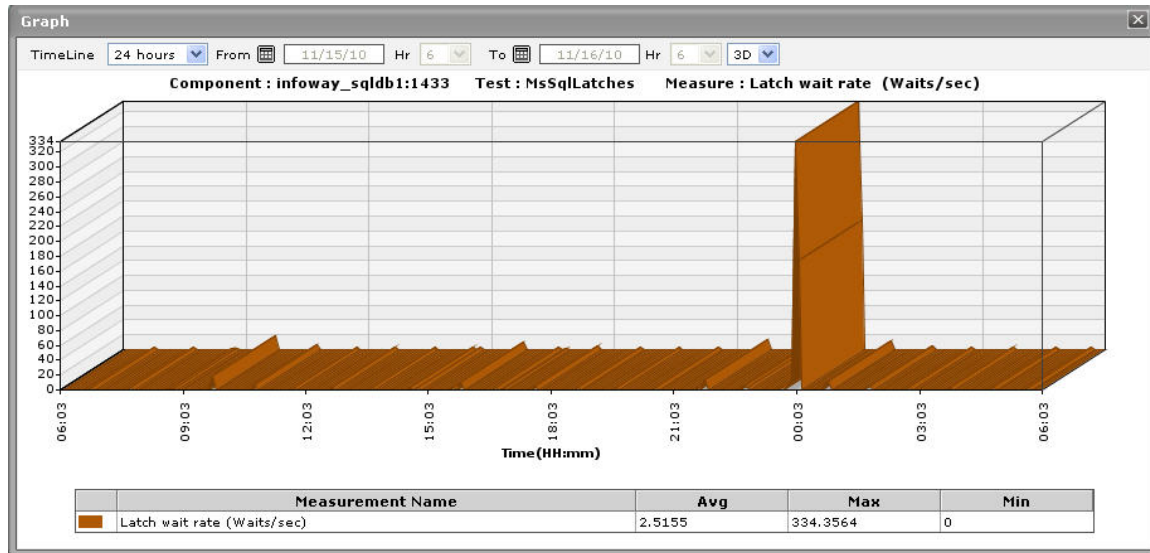 Graph
TimeLine 24 hours From 11/15/10 Hr 6 To 11/16/10 Hr 6 3D
Component : infoway_sqldb1:1433 Test : MsSqlLatches Measure : Latch wait rate (Waits/sec)
334
320
300
280
260
240
220
200
180
160
140
120
100
80
60
40
20
0
06:03 09:03 12:03 15:03 18:03 21:03 00:03 03:03 06:03
Time(HH:mm)
Measurement Name Avg Max Min
Latch wait rate (Waits/sec) 2.5155 334.3564 0